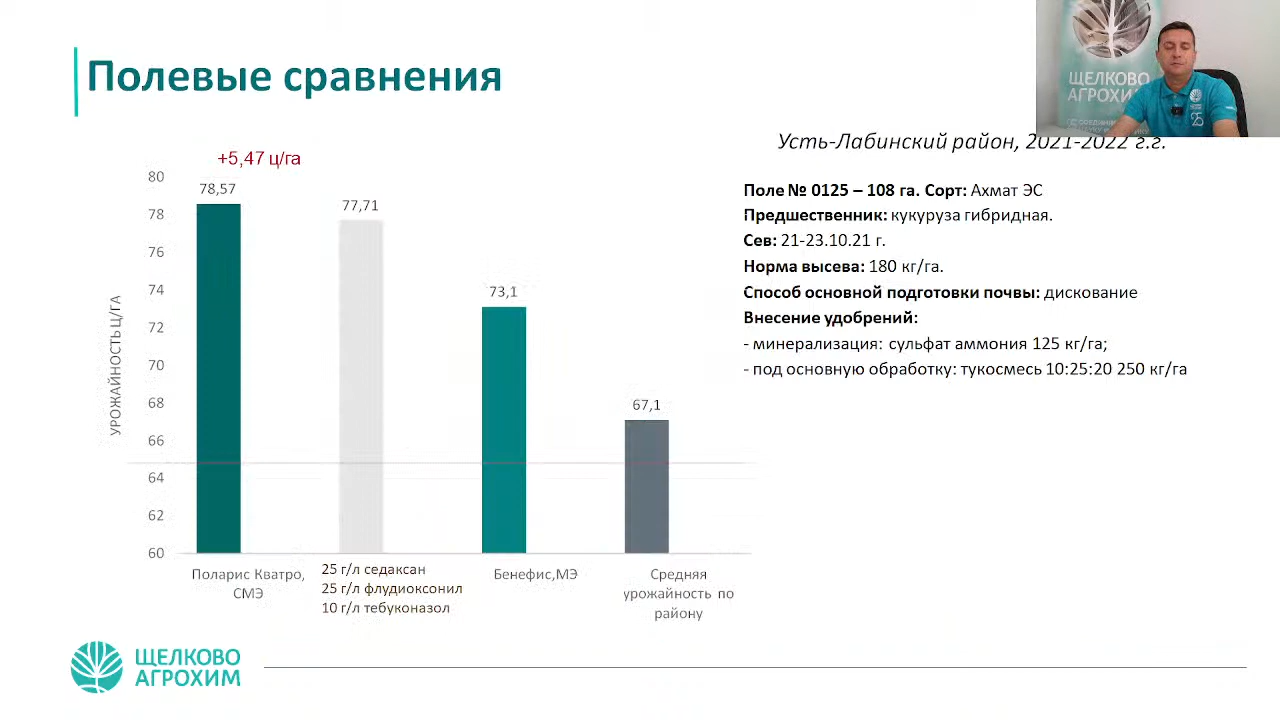 Полевые сравнения
ЩЕЛКОВО
АГРОХИМ
25
Усть-Лабинский район, 2021-2022 г.г.
+5,47 ц/га
80
78
76
74
72
70
68
66
64
62
60
УРОЖАЙНОСТЬ Ц/ГА
78,57
77,71
73,1
67,1
Поларис Кватро,
СМЭ
25 г/л седаксан
25 г/л флудиоксонил
10 г/л тебуконазол
Бенефис,МЭ
Средняя
урожайность по
району
Поле № 0125 – 108 га. Сорт: Ахмат ЭС
Предшественник: кукуруза гибридная.
Сев: 21-23.10.21 г.
Норма высева: 180 кг/га.
Способ основной подготовки почвы: дискование
Внесение удобрений:
- минерализация: сульфат аммония 125 кг/га;
- под основную обработку: тукосмесь 10:25:20 250 кг/га
ЩЕЛКОВО
АГРОХИМ